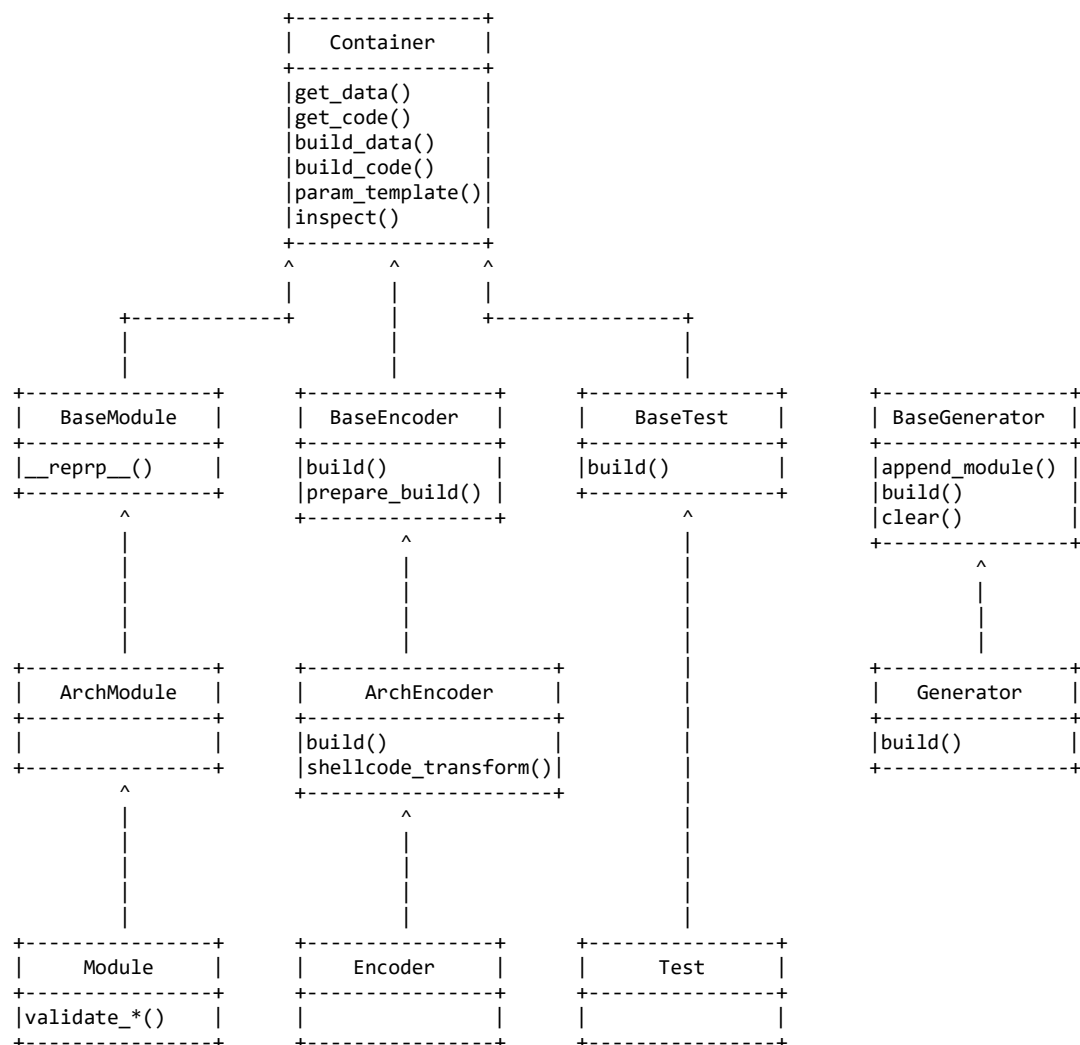 Container
get_data()
get_code()
build_data()
build_code()
param_template()
inspect()
BaseModule BaseEncoder BaseTest BaseGenerator
__reprp__() build() build() append_module()
prepare_build() build()
clear()
ArchModule ArchEncoder Generator
build() build()
shellcode_transform()
Module Encoder Test
validate_*()